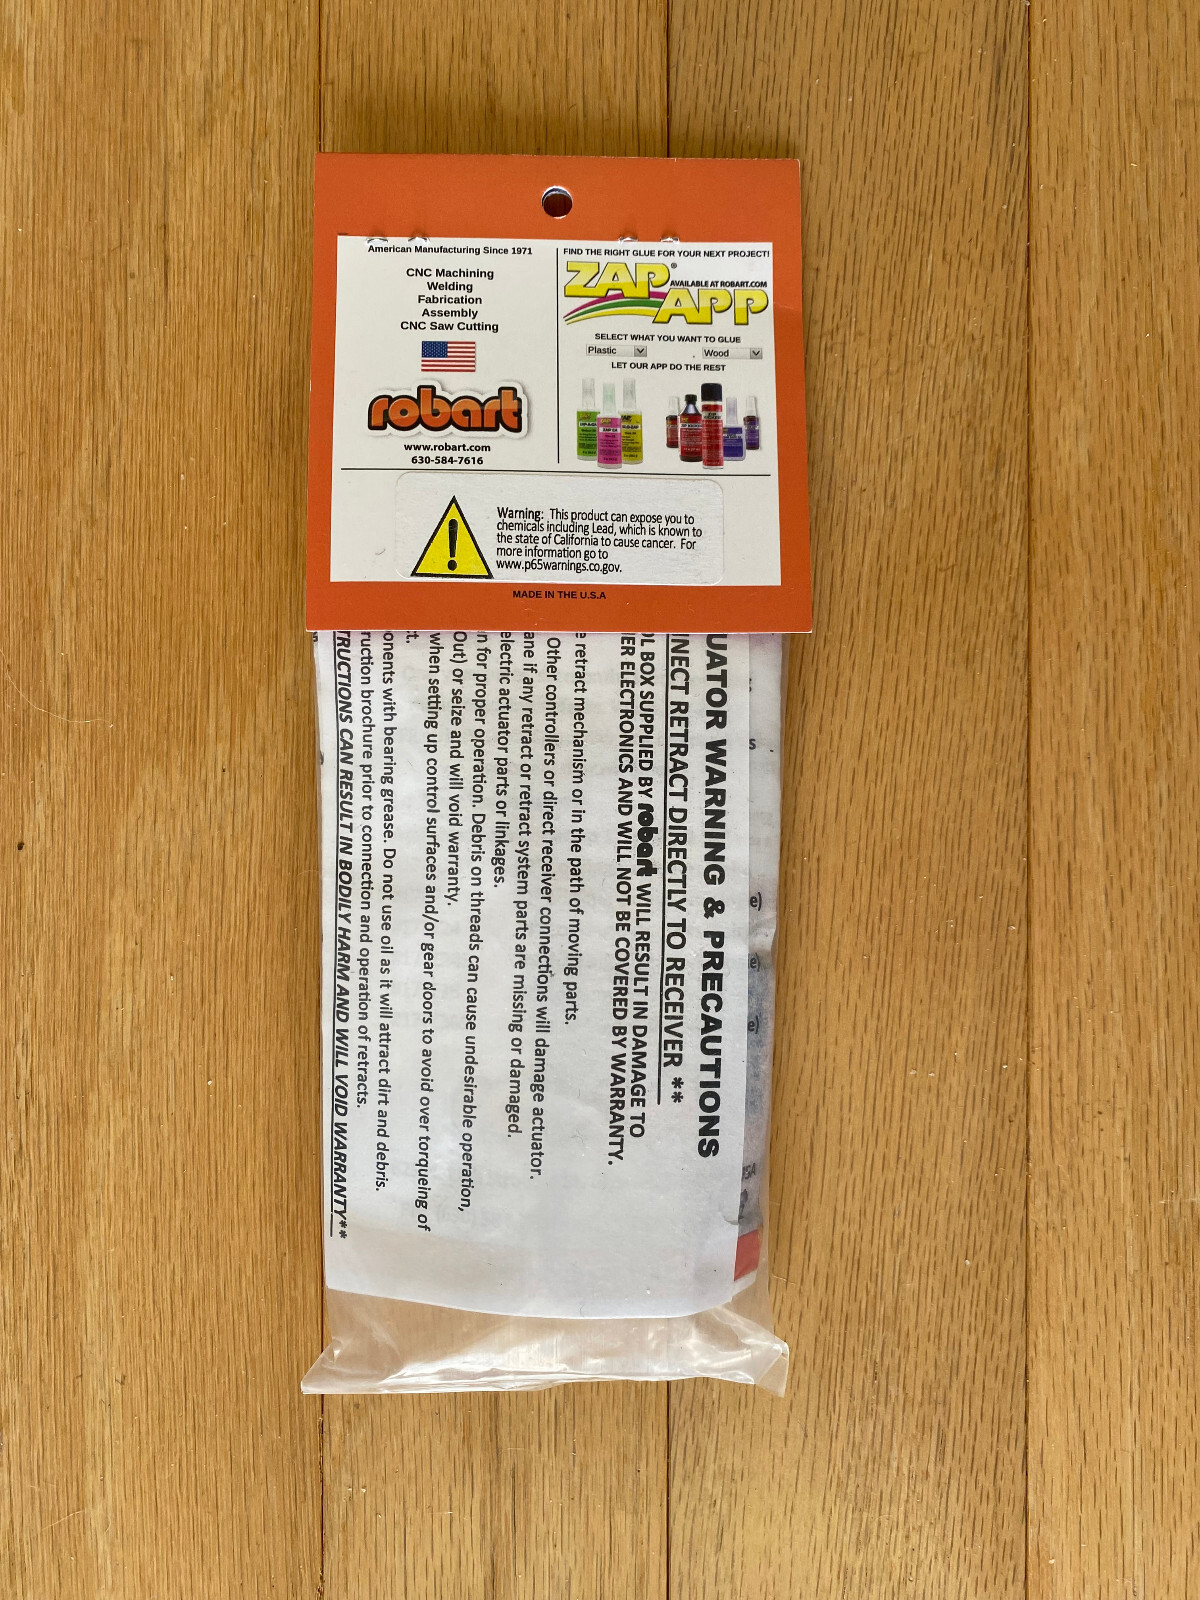 American Manufacturing Since 1971
CNC Machining
Welding
Fabrication
Assembly
CNC Saw Cutting
robart
www.robart.com
630-584-7616
FIND THE RIGHT GLUE FOR YOUR NEXT PROJECT!
ZAP®
AVAILABLE AT ROBART.COM
APP
SELECT WHAT YOU WANT TO GLUE
Plastic Wood
LET OUR APP DO THE REST
Warning: This product can expose you to
chemicals including Lead, which is known to
the state of California to cause cancer. For
more information go to
www.p65warnings.co.gov.
MADE IN THE U.S.A
UATOR WARNING & PRECAUTIONS
NNECT RETRACT DIRECTLY TO RECEIVER **
OL BOX SUPPLIED BY robart WILL RESULT IN DAMAGE TO
IER ELECTRONICS AND WILL NOT BE COVERED BY WARRANTY.
e retract mechanism or in the path of moving parts.
Other controllers or direct receiver connections will damage actuator.
ane if any retract or retract system parts are missing or damaged.
electric actuator parts or linkages.
n for proper operation. Debris on threads can cause undesirable operation,
Out) or seize and will void warranty.
when setting up control surfaces and/or gear doors to avoid over torqueing of
ct.
onents with bearing grease. Do not use oil as it will attract dirt and debris.
ruction brochure prior to connection and operation of retracts.
TRUCTIONS CAN RESULT IN BODILY HARM AND WILL VOID WARRANTY**
s
e)
e)
e)